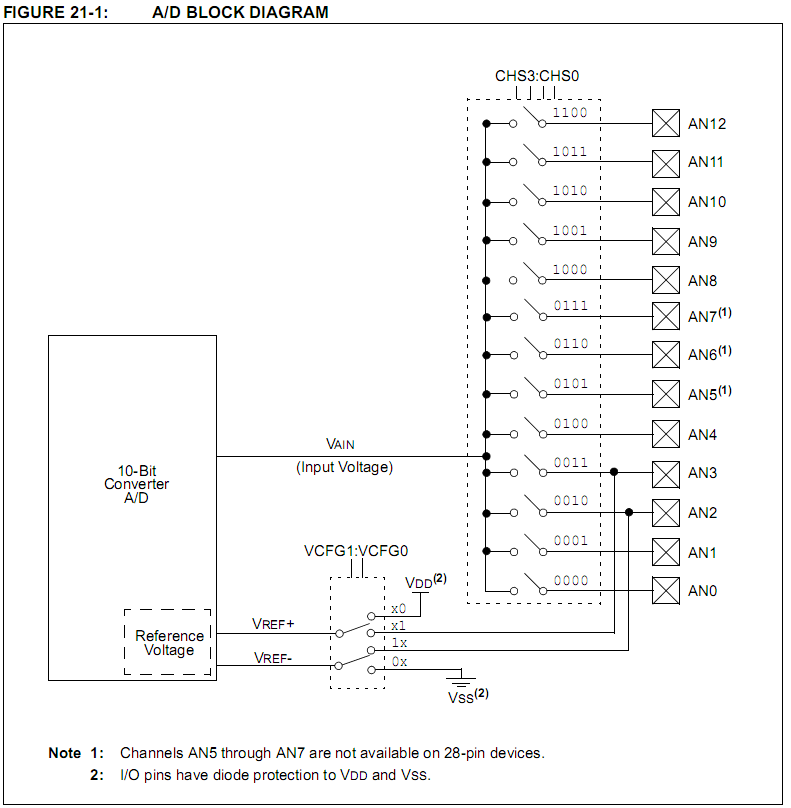 FIGURE 21-1: A/D BLOCK DIAGRAM
CHS3:CHS0
1100 AN12
1011 AN11
1010 AN10
1001 AN9
1000 AN8
0111 AN7(1)
0110 AN6(1)
0101 AN5(1)
0100 AN4
VAIN
(Input Voltage)
0011 AN3
10-Bit
Converter
A/D
0010 AN2
0001 AN1
VCFG1:VCFG0
0000 AN0
VDD(2)
x0
VREF+
x1
Reference
Voltage
1x
VREF-
0x
VSS(2)
Note 1: Channels AN5 through AN7 are not available on 28-pin devices.
2: I/O pins have diode protection to VDD and VSS.